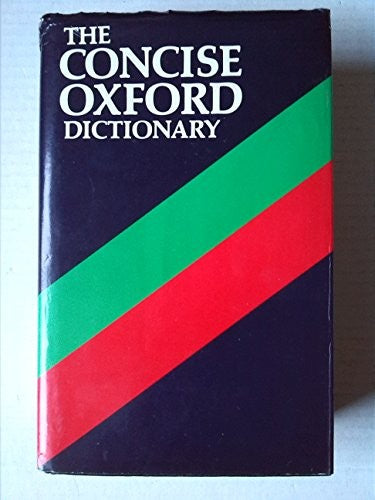 THE
CONCISE
OXFORD
DICTIONARY